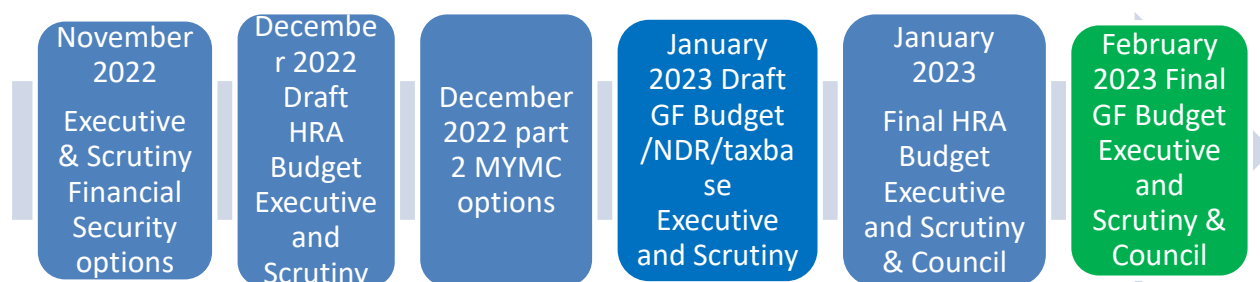 November
2022
Executive
& Scrutiny
Financial
Security
options
Decembe
r 2022
Draft
HRA
Budget
Executive
and
Scrutiny
December
2022 part
2 MYMC
options
January
2023 Draft
GF Budget
/NDR/taxba
se
Executive
and Scrutiny
January
2023
Final HRA
Budget
Executive
and Scrutiny
& Council
February
2023 Final
GF Budget
Executive
and
Scrutiny &
Council